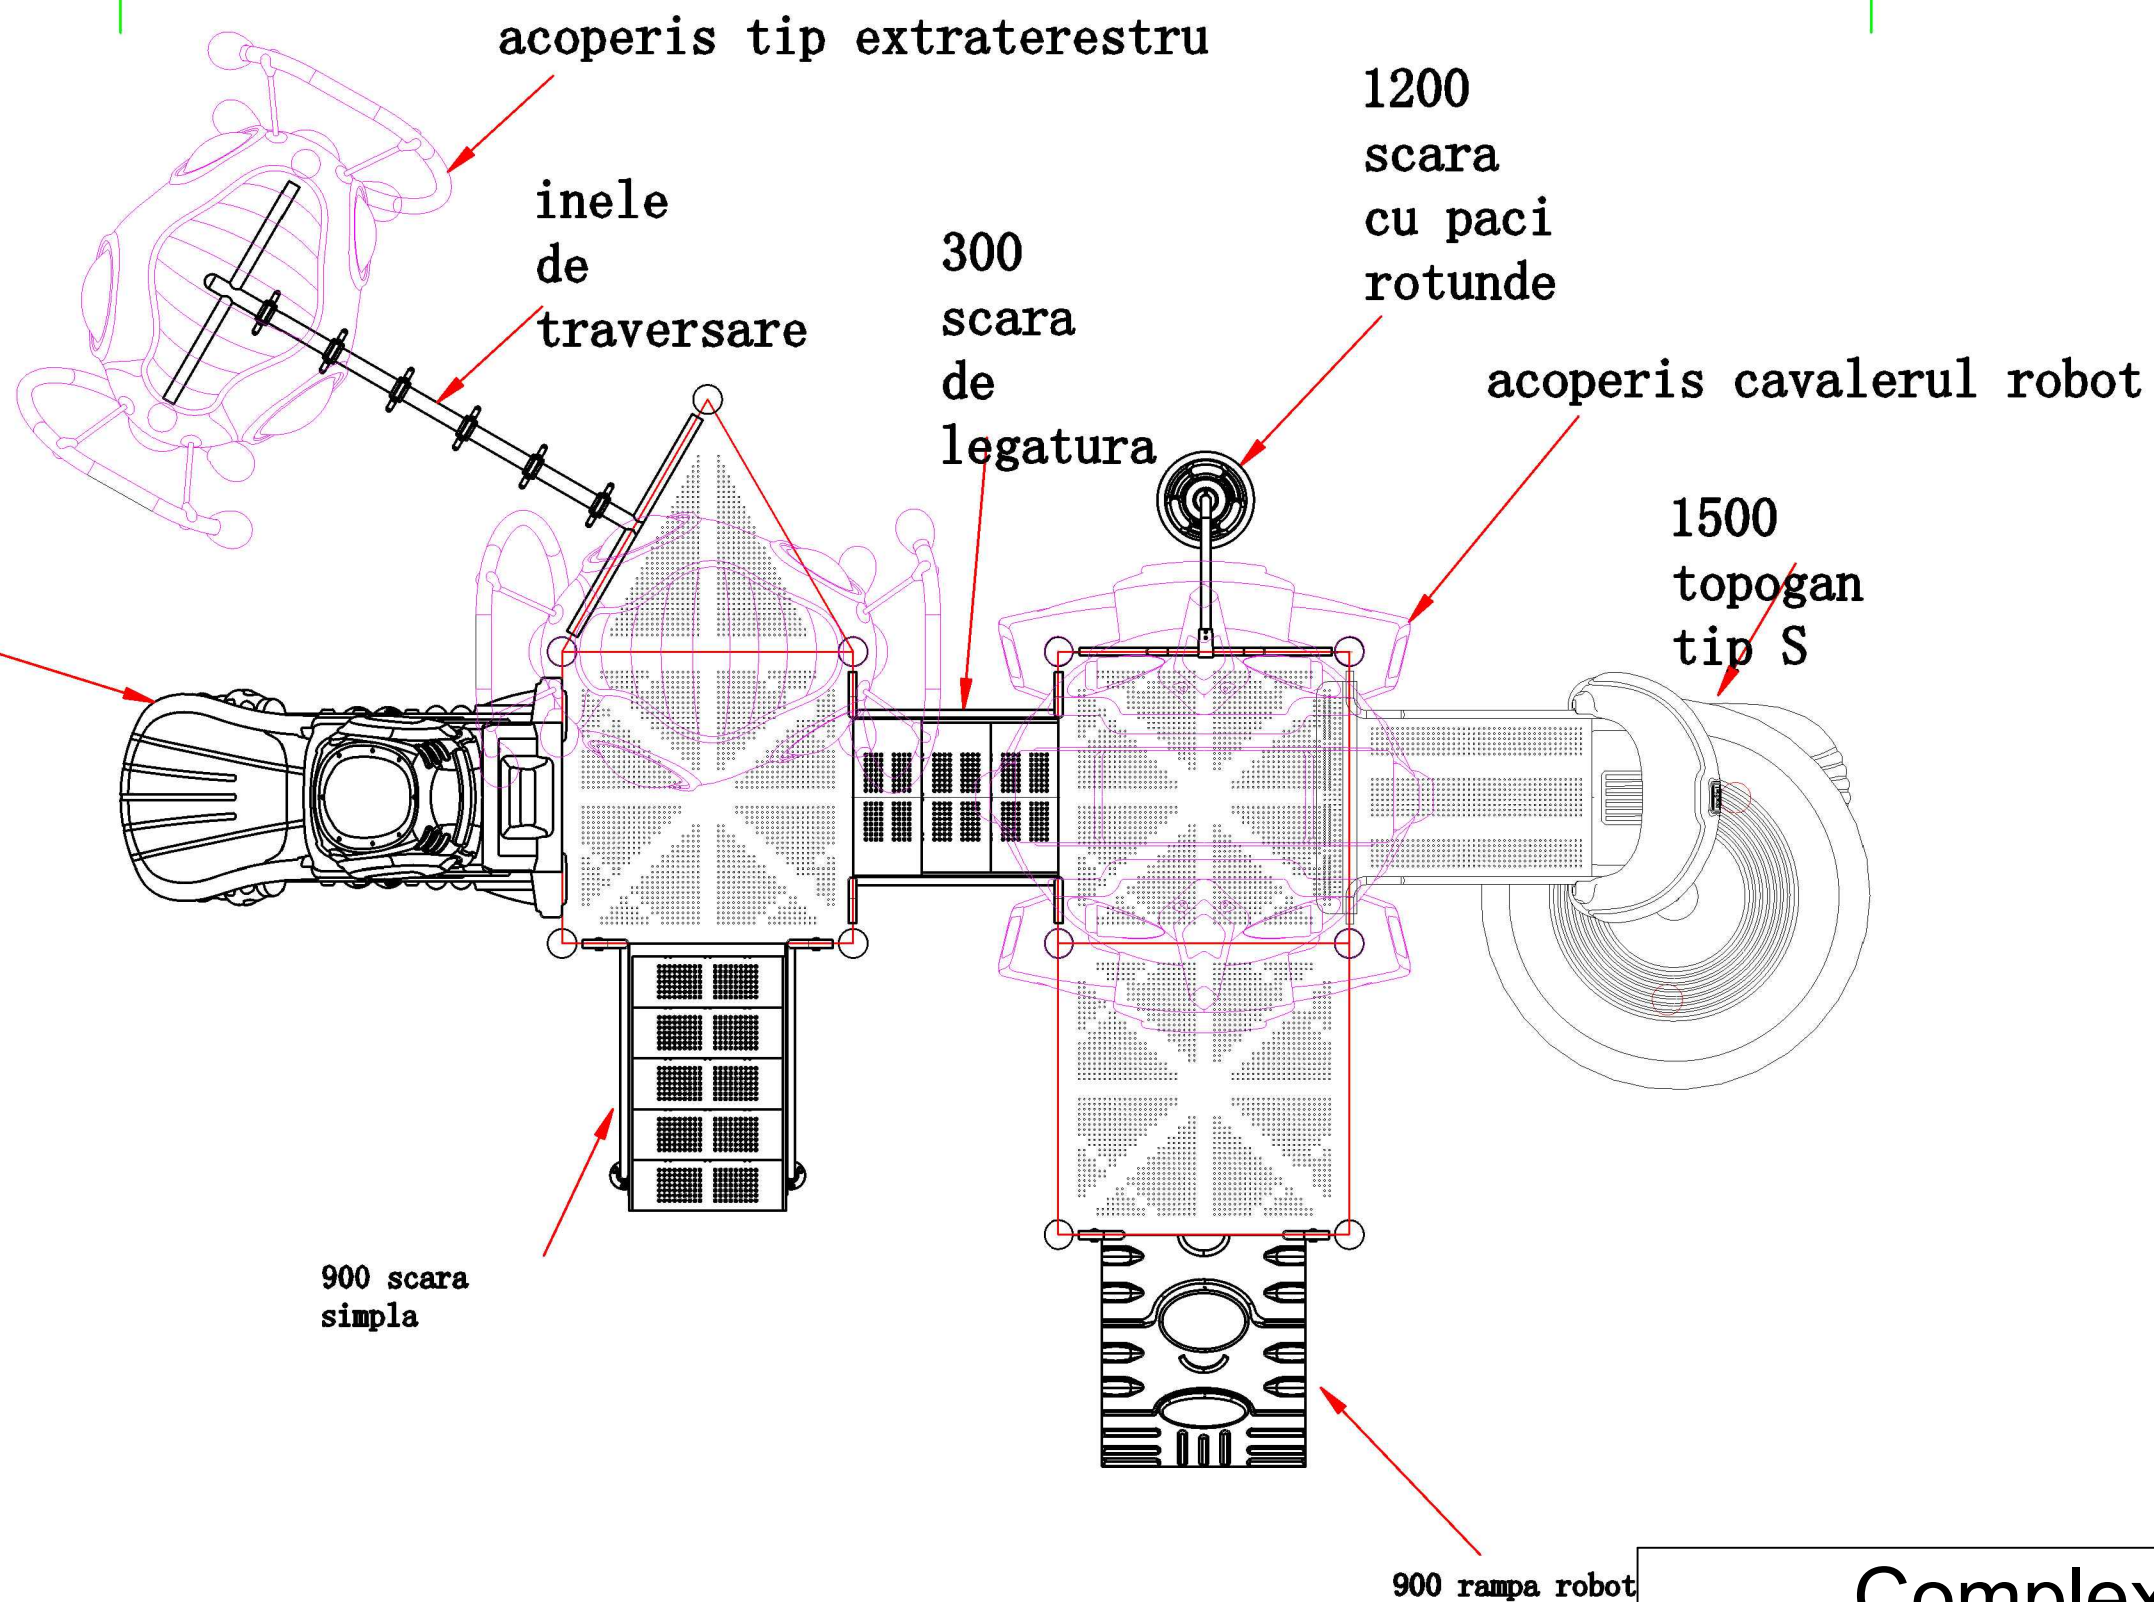 acoperis tip extraterestru
1200
scara
cu paci
rotunde
inele
de
traversare
300
scara
de
legatura
acoperis cavalerul robot
1500
topogan
tip S
900 scara
simpla
900 rampa robot
Complex